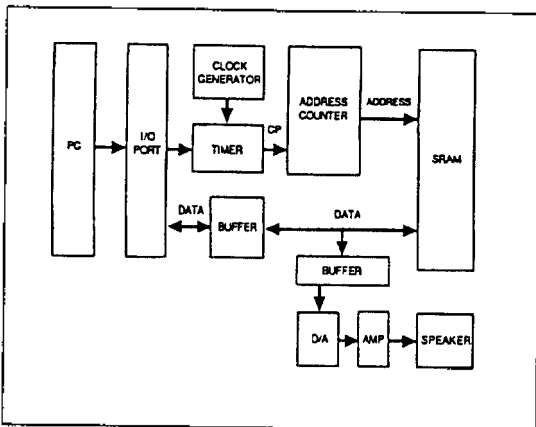 PC
I/O
PORT
CLOCK
GENERATOR
TIMER
CP
ADDRESS
COUNTER
ADDRESS
SRAM
DATA
BUFFER
DATA
BUFFER
D/A
AMP
SPEAKER